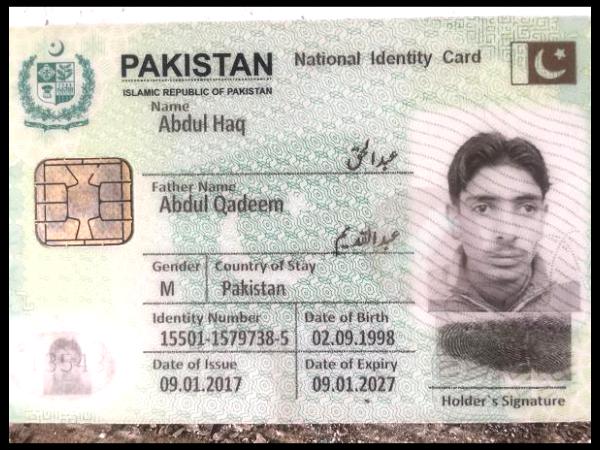 PAKISTAN National Identity Card
ISLAMIC REPUBLIC OF PAKISTAN
Name
Abdul Haq
عبدالحق
Father Name
Abdul Qadeem
عبدالقدیم
Gender Country of Stay
M Pakistan
Identity Number Date of Birth
15501-1579738-5 02.09.1998
Date of Issue Date of Expiry
09.01.2017 09.01.2027
Holder`s Signature